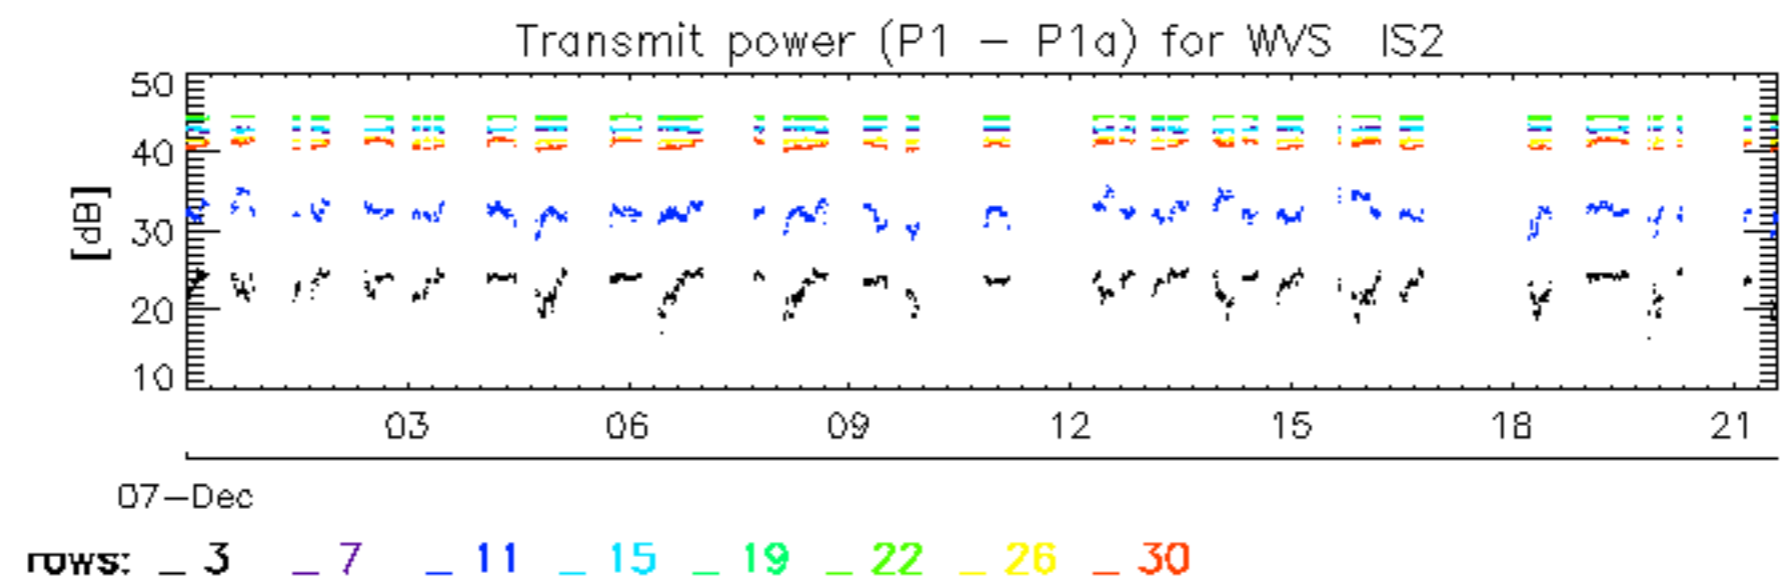 Transmit power (P1 – P1a) for WVS IS2
50
40
30
20
10
[dB]
03 06 09 12 15 18 21
07–Dec
rows: _ 3 _ 7 _ 11 _ 15 _ 19 _ 22 _ 26 _ 30